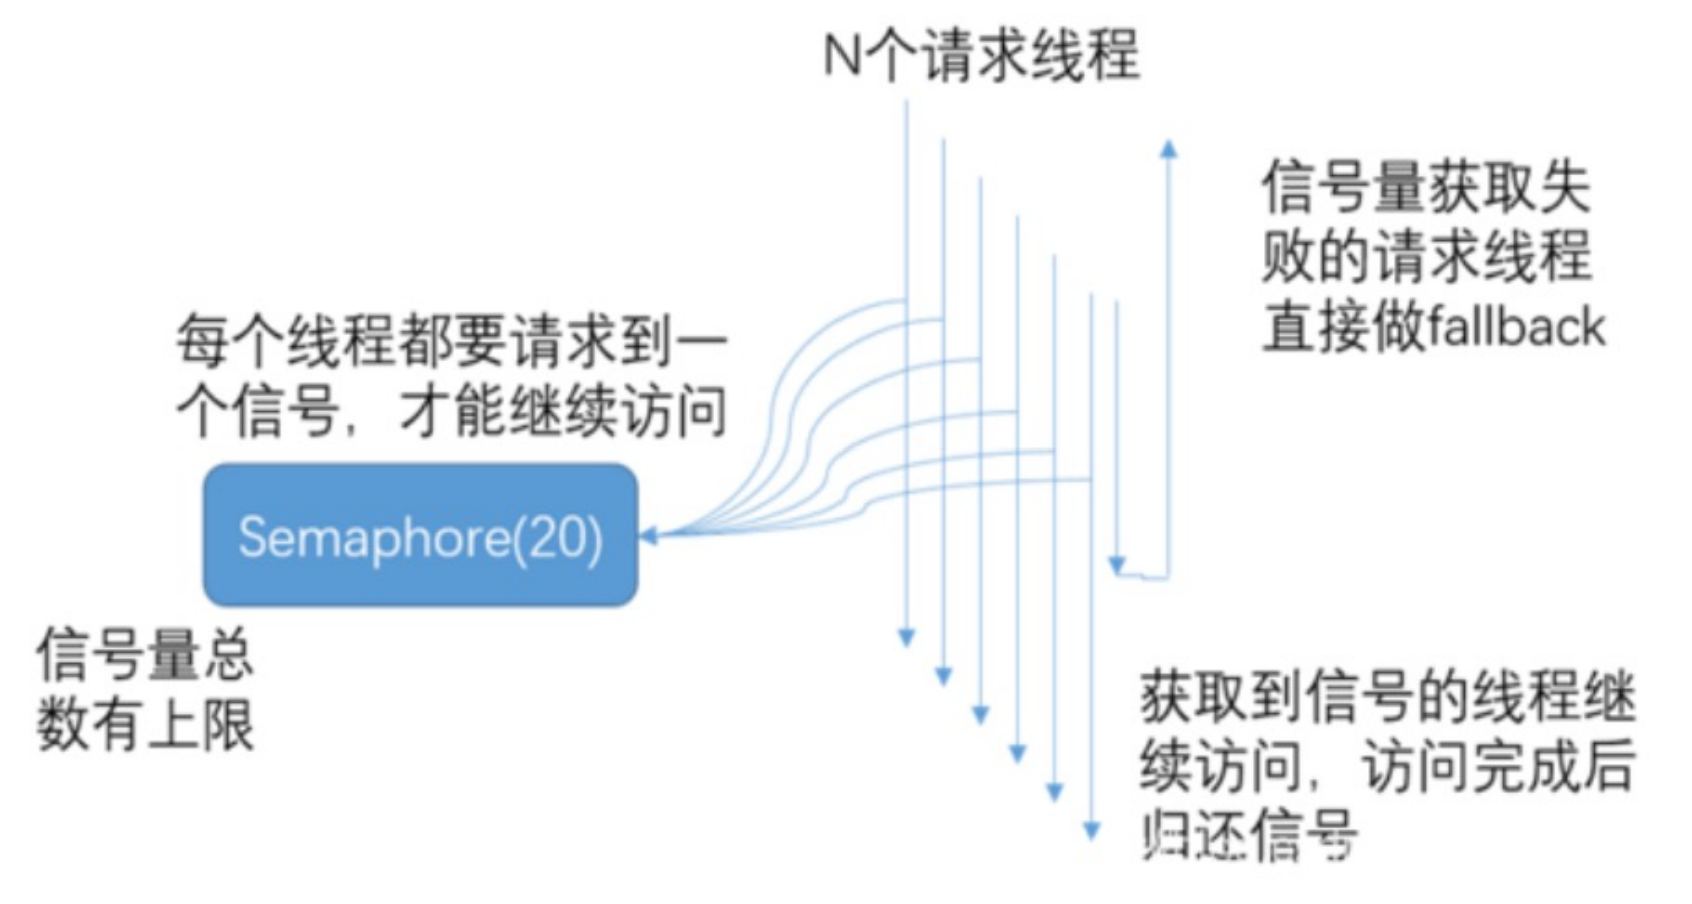 N个请求线程
信号量获取失
败的请求线程
直接做fallback
每个线程都要请求到一
个信号，才能继续访问
Semaphore(20)
信号量总
数有上限
获取到信号的线程继
续访问，访问完成后
归还信号